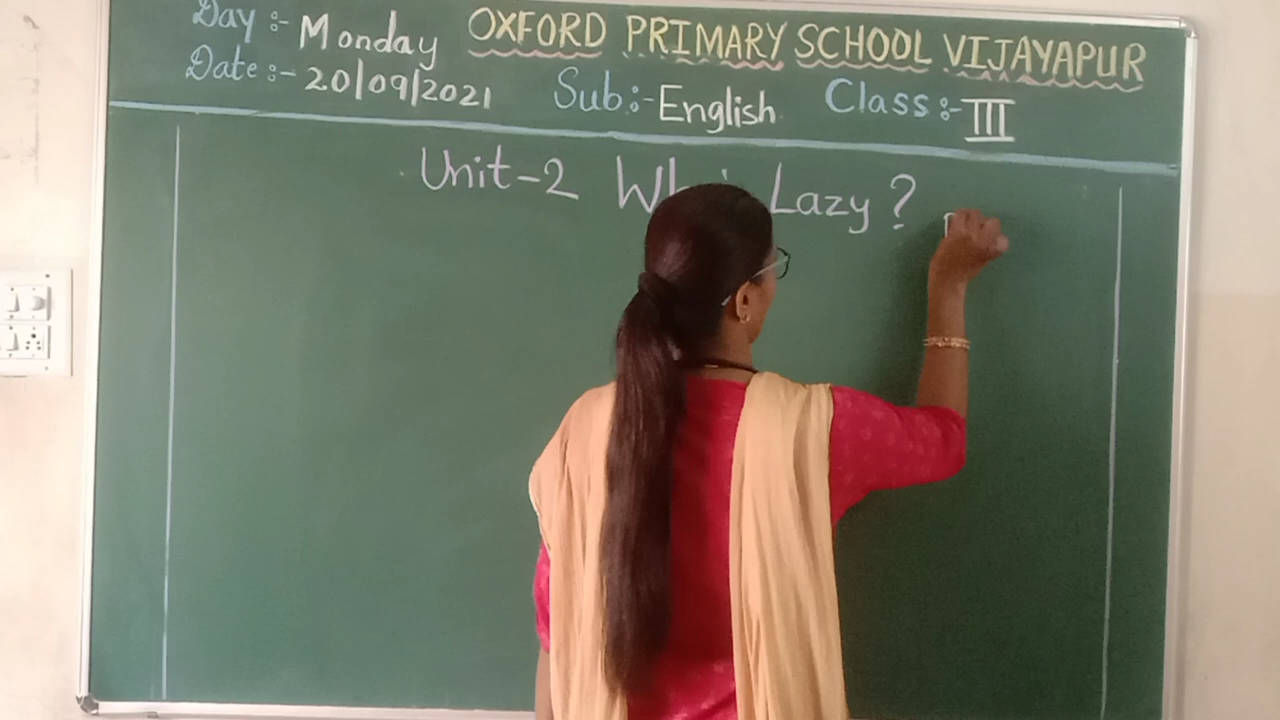 Day :- Monday OXFORD PRIMARY SCHOOL VIJAYAPUR
Date :- 20/09/2021 Sub:- English Class :- III
Unit-2 Lazy ?